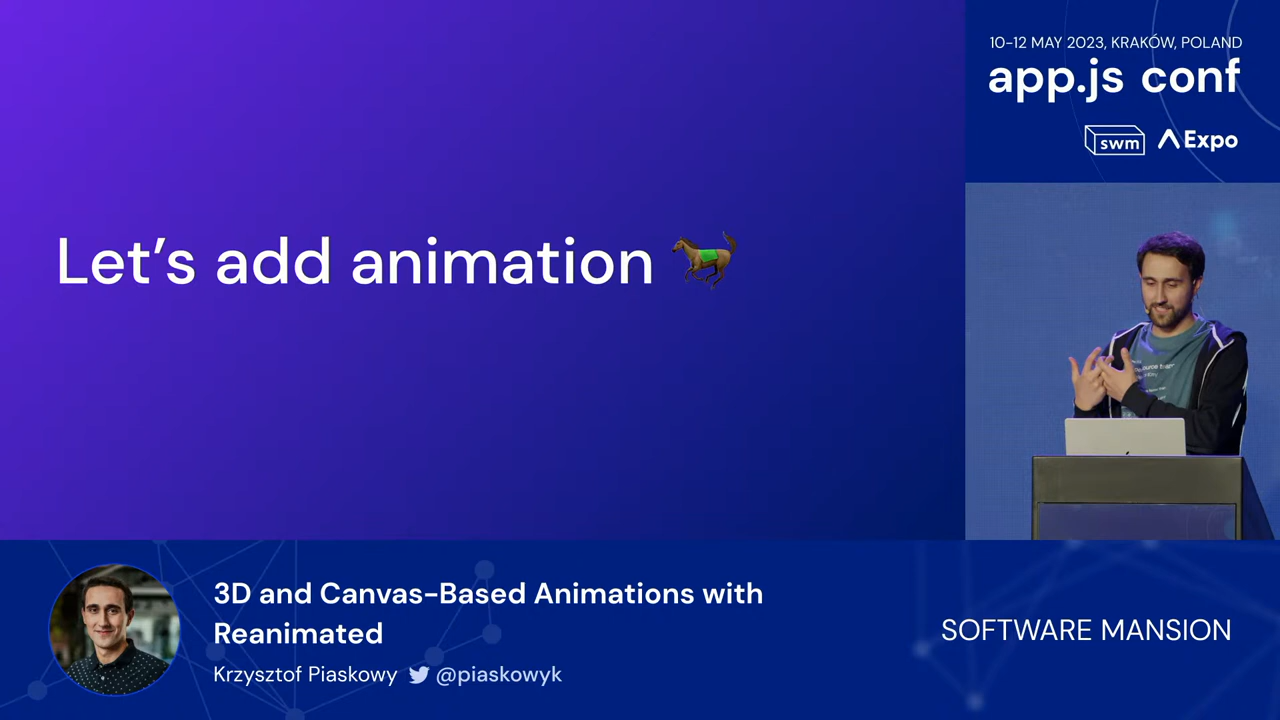 Let’s add animation
10-12 MAY 2023, KRAKÓW, POLAND
app.js conf
swm
Expo
3D and Canvas-Based Animations with
Reanimated
Krzysztof Piaskowy @piaskowyk
SOFTWARE MANSION